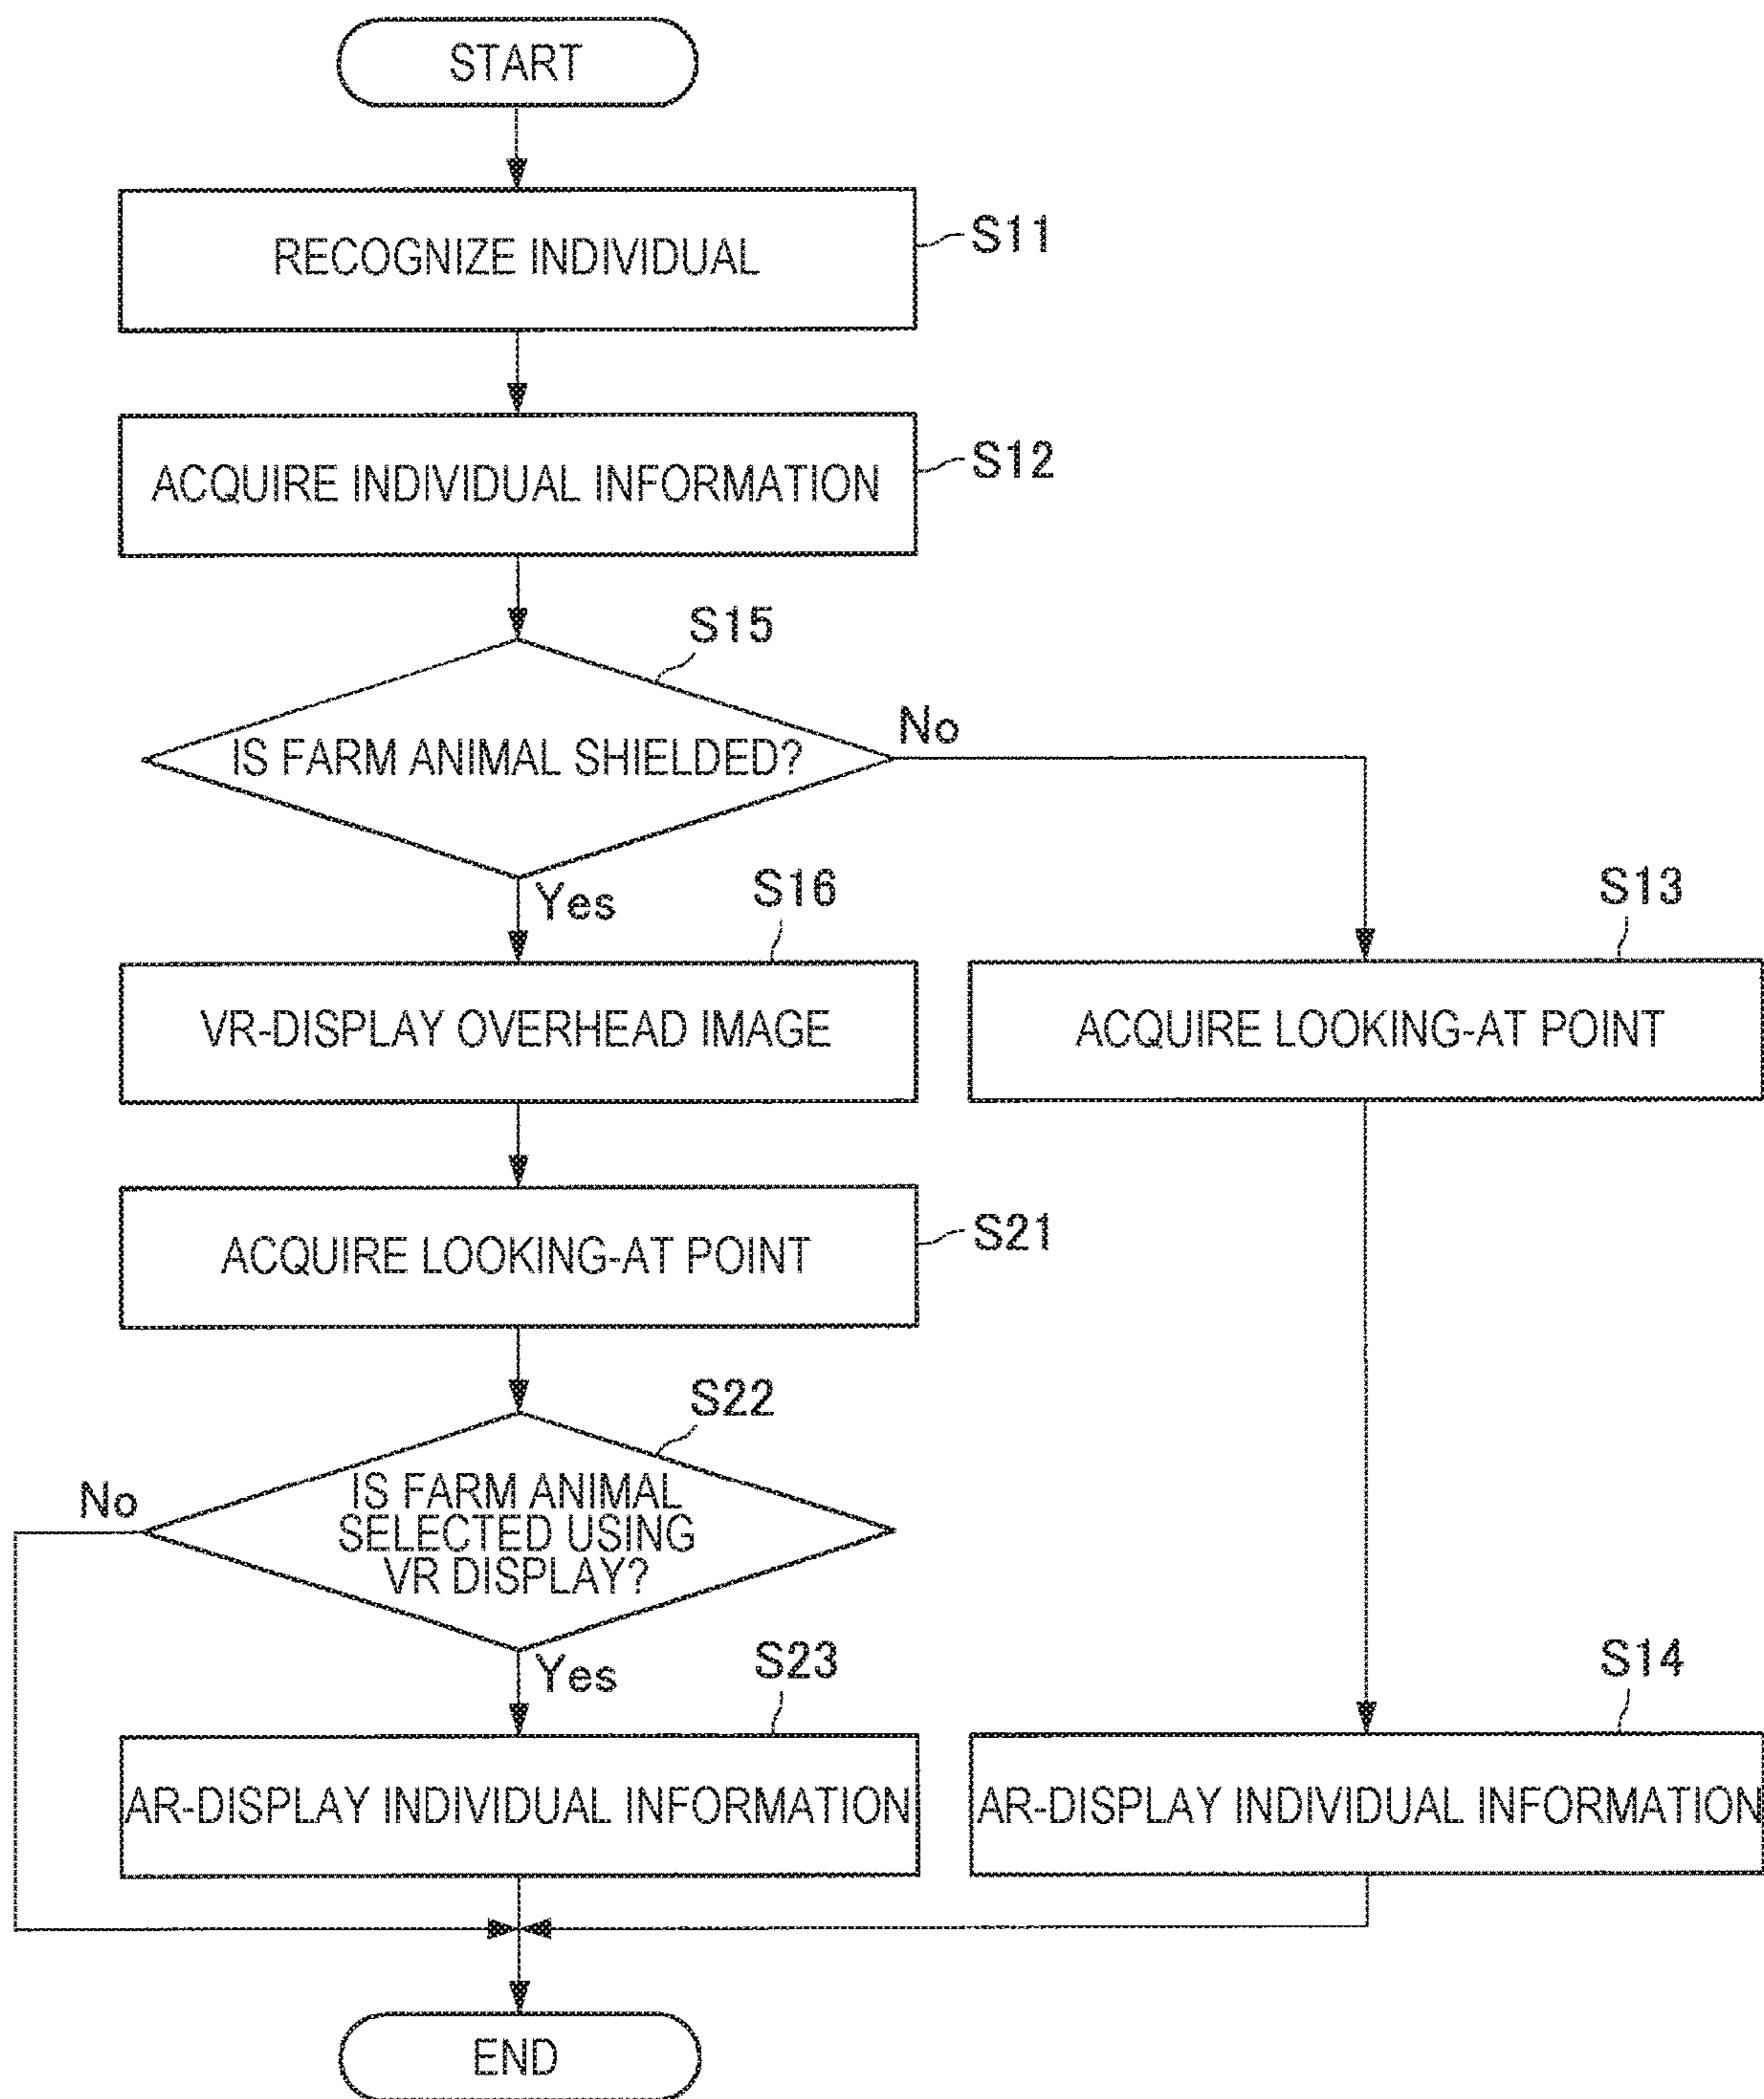 START
RECOGNIZE INDIVIDUAL
S11
ACQUIRE INDIVIDUAL INFORMATION
S12
S15
IS FARM ANIMAL SHIELDED?
No
Yes
S16
S13
VR-DISPLAY OVERHEAD IMAGE
ACQUIRE LOOKING-AT POINT
ACQUIRE LOOKING-AT POINT
S21
S22
No
IS FARM ANIMAL
SELECTED USING
VR DISPLAY?
Yes
S23
S14
AR-DISPLAY INDIVIDUAL INFORMATION
AR-DISPLAY INDIVIDUAL INFORMATION
END